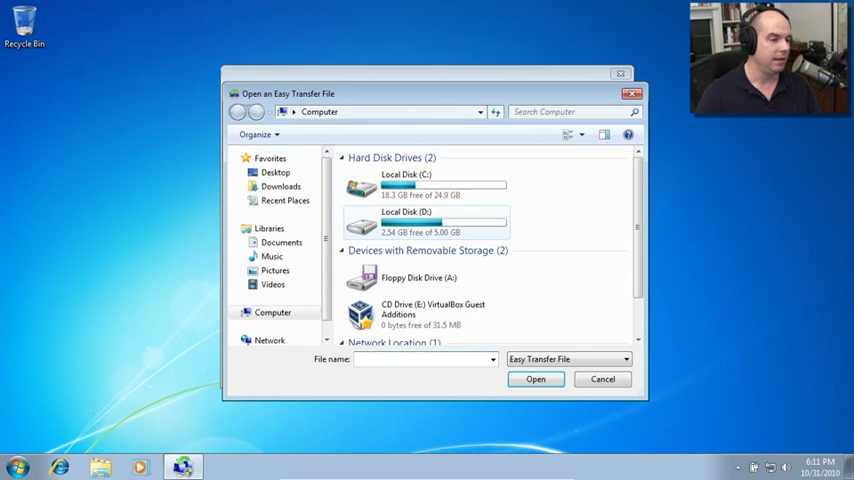 Recycle Bin
Open an Easy Transfer File
Computer
Search Computer
Organize
Favorites
Desktop
Downloads
Recent Places
Libraries
Documents
Music
Pictures
Videos
Computer
Network
Hard Disk Drives (2)
Local Disk (C:)
18.3 GB free of 24.9 GB
Local Disk (D:)
2.54 GB free of 5.00 GB
Devices with Removable Storage (2)
Floppy Disk Drive (A:)
CD Drive (E:) VirtualBox Guest
Additions
0 bytes free of 31.5 MB
Network Location (1)
File name:
Easy Transfer File
Open
Cancel
6:11 PM
10/31/2010